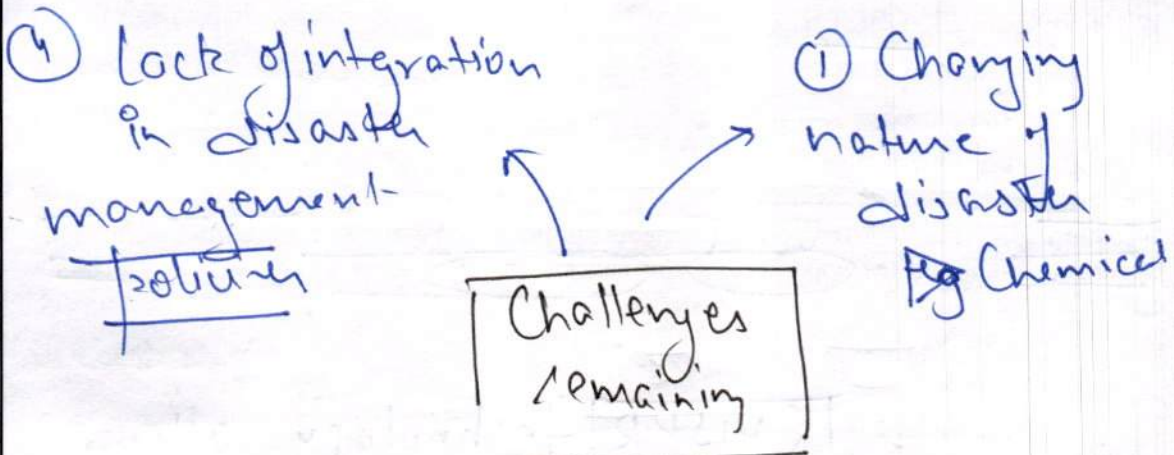 ④ Lack of integration
in disaster
management
policies
① Changing
nature of
disaster
Eg Chemical
Challenges
remaining